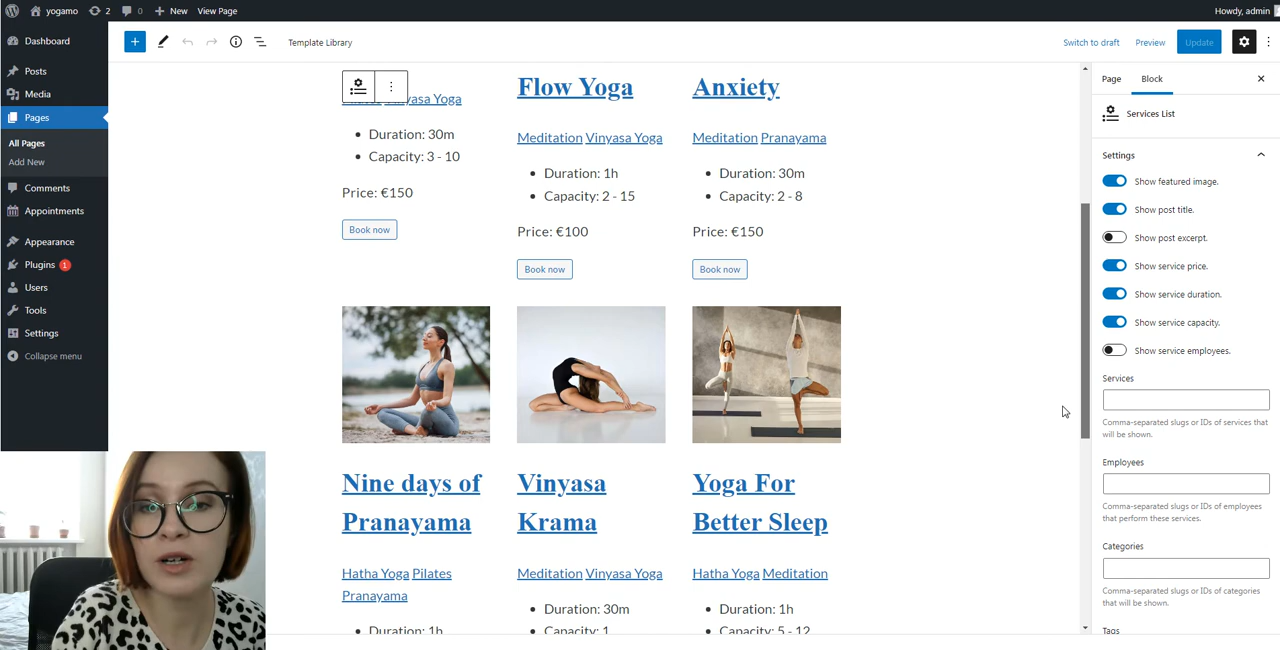 yogamo 2 0 New View Page Howdy, admin
Dashboard
Posts
Media
Pages
All Pages
Add New
Comments
Appointments
Appearance
Plugins 1
Users
Tools
Settings
Collapse menu
Template Library
Switch to draft Preview Update
Vinyasa Yoga
Duration: 30m
Capacity: 3 - 10
Price: €150
Book now
Flow Yoga
Meditation Vinyasa Yoga
Duration: 1h
Capacity: 2 - 15
Price: €100
Book now
Anxiety
Meditation Pranayama
Duration: 30m
Capacity: 2 - 8
Price: €150
Book now
Nine days of
Pranayama
Hatha Yoga Pilates
Pranayama
Duration: 1h
Vinyasa
Krama
Meditation Vinyasa Yoga
Duration: 30m
Capacity: 1
Yoga For
Better Sleep
Hatha Yoga Meditation
Duration: 1h
Capacity: 5 - 12
Page Block
Services List
Settings
Show featured image.
Show post title.
Show post excerpt.
Show service price.
Show service duration.
Show service capacity.
Show service employees.
Services
Comma-separated slugs or IDs of services that
will be shown.
Employees
Comma-separated slugs or IDs of employees
that perform these services.
Categories
Comma-separated slugs or IDs of categories
that will be shown.
Tags